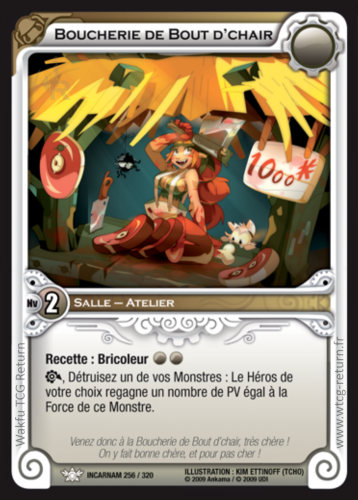 BOUCHERIE DE BOUT D'CHAIR
1000*
Nv 2 SALLE – ATELIER
Recette : Bricoleur
, Détruisez un de vos Monstres : Le Héros de
votre choix regagne un nombre de PV égal à la
Force de ce Monstre.
Venez donc à la Boucherie de Bout d'chair, très chère !
On y fait bonne chère, et pour pas cher !
INCARNAM 256 / 320
ILLUSTRATION : KIM ETTINOFF (TCHO)
© 2009 Ankama / © 2009 UDI
Wakfu TCG Return
www.wtcg-return.fr